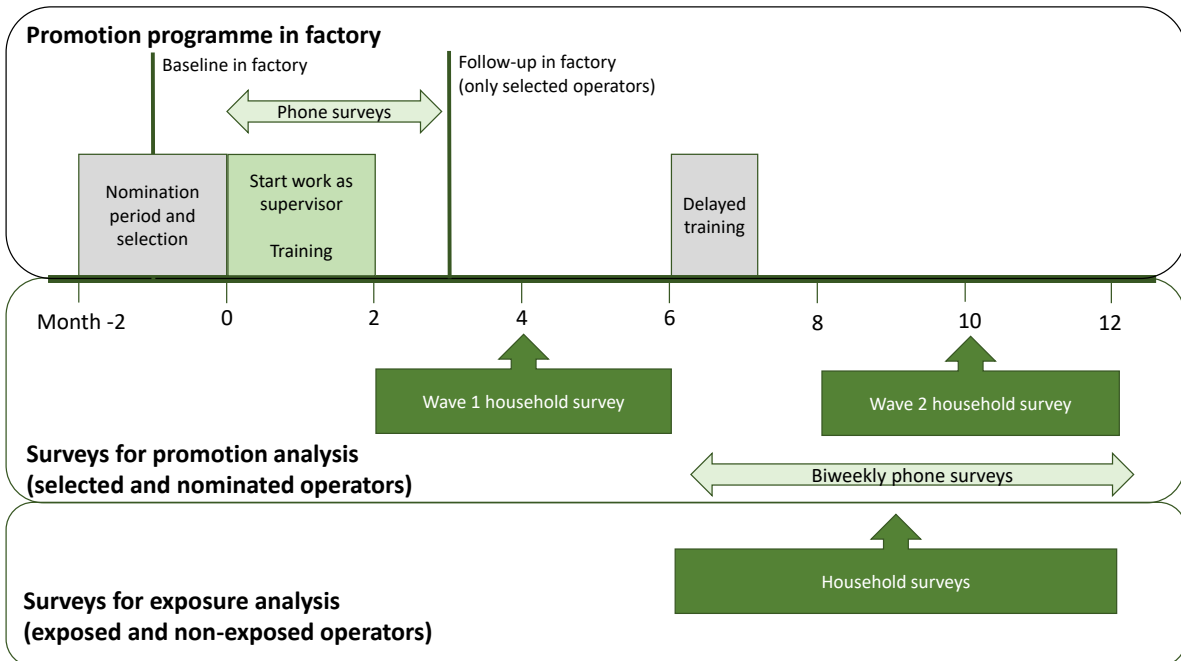 Promotion programme in factory
Baseline in factory
Follow-up in factory
(only selected operators)
Phone surveys
Nomination
period and
selection
Start work as
supervisor
Training
Delayed
training
Month -2
0
2
4
6
8
10
12
Wave 1 household survey
Wave 2 household survey
Surveys for promotion analysis
(selected and nominated operators)
Biweekly phone surveys
Household surveys
Surveys for exposure analysis
(exposed and non-exposed operators)